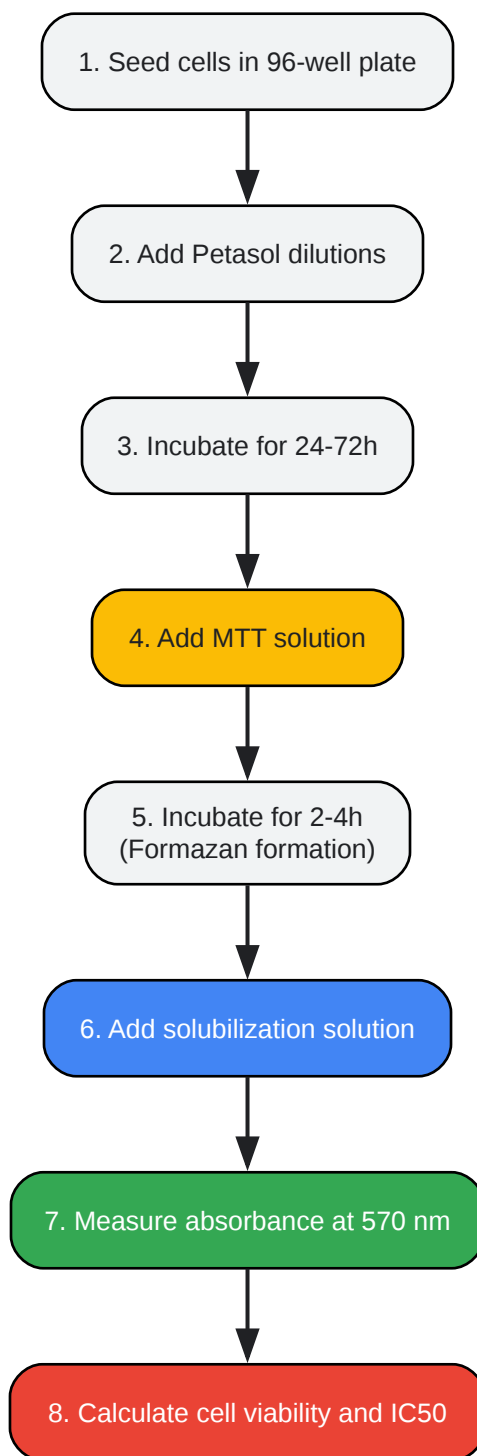 1. Seed cells in 96-well plate
2. Add Petasol dilutions
3. Incubate for 24-72h
4. Add MTT solution
5. Incubate for 2-4h
(Formazan formation)
6. Add solubilization solution
7. Measure absorbance at 570 nm
8. Calculate cell viability and IC50